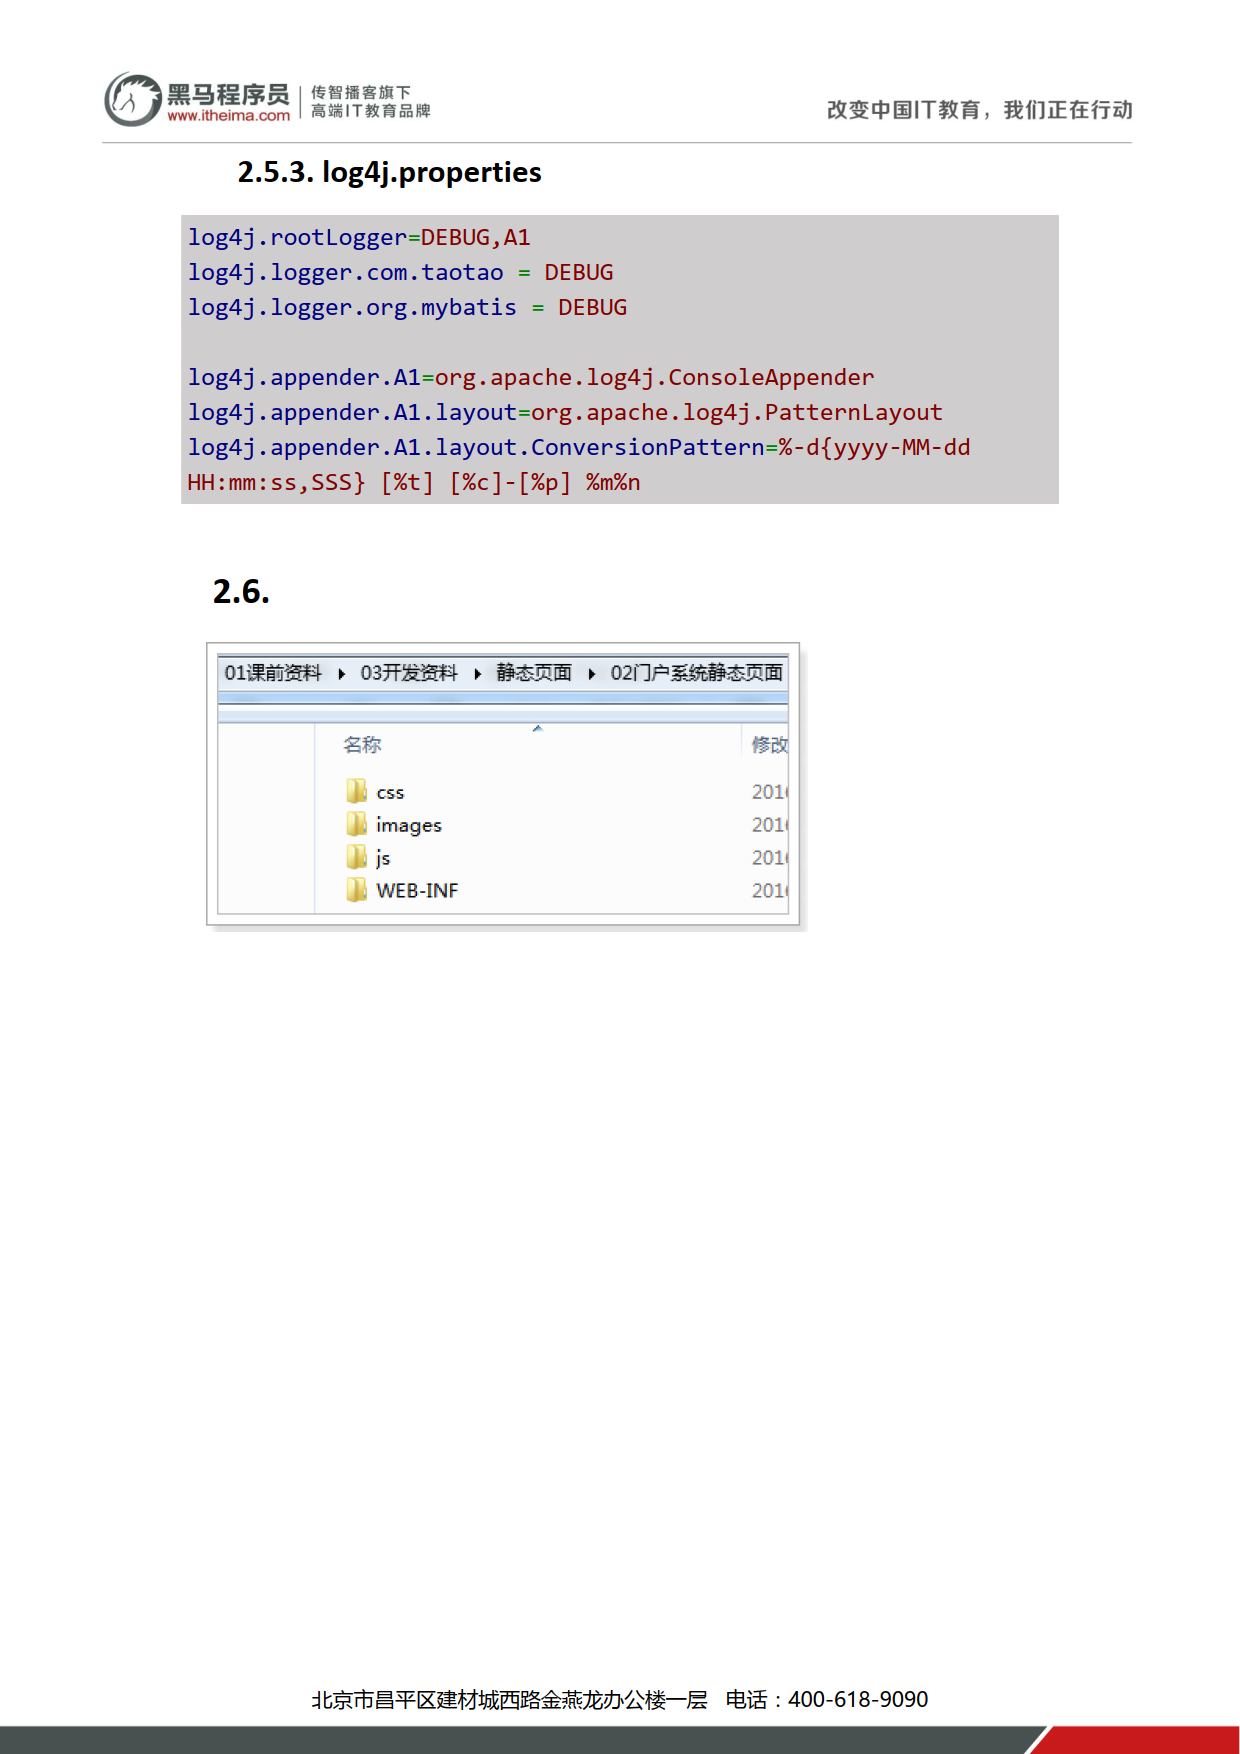 黑马程序员
www.itheima.com
传智播客旗下
高端IT教育品牌
改变中国IT教育，我们正在行动
2.5.3. log4j.properties
log4j.rootLogger=DEBUG,A1
log4j.logger.com.taotao = DEBUG
log4j.logger.org.mybatis = DEBUG
log4j.appender.A1=org.apache.log4j.ConsoleAppender
log4j.appender.A1.layout=org.apache.log4j.PatternLayout
log4j.appender.A1.layout.ConversionPattern=%-d{yyyy-MM-dd
HH:mm:ss,SSS} [%t] [%c]-[%p] %m%n
2.6.
01课前资料 ▸ 03开发资料 ▸ 静态页面 ▸ 02门户系统静态页面
名称 修改
css 201
images 201
js 201
WEB-INF 201
北京市昌平区建材城西路金燕龙办公楼一层 电话：400-618-9090